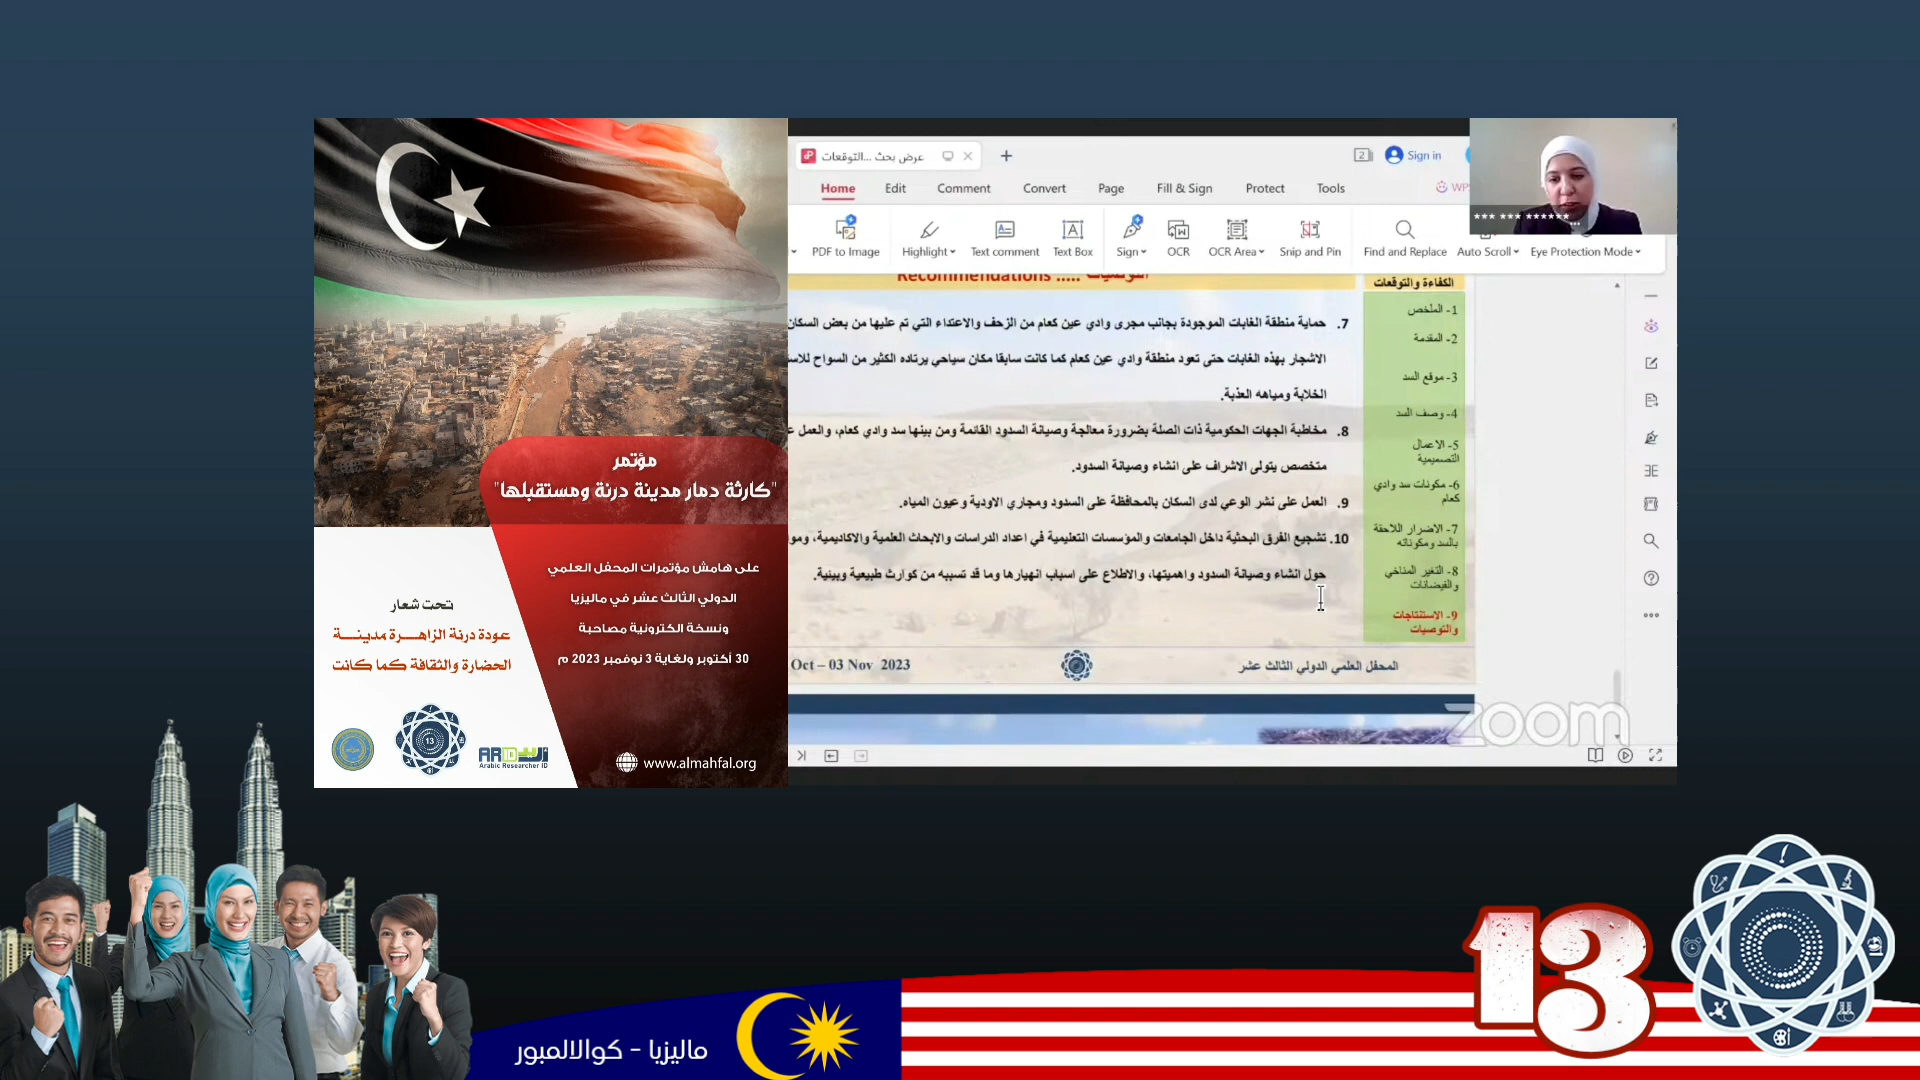 مؤتمر
"كارثة دمار مدينة درنة ومستقبلها"
على هامش مؤتمرات المحفل العلمي
الدولي الثالث عشر في ماليزيا
ونسخة الكترونية مصاحبة
30 أكتوبر ولغاية 3 نوفمبر 2023 م
تحت شعار
عودة درنة الزاهـــرة مدينـــة
الحضارة والثقافة كما كانت
13
ARID
Arabic Researcher ID
www.almahfal.org
عرض بحث ...التوقعات
2
Sign in
Home Edit Comment Convert Page Fill & Sign Protect Tools WPS
PDF to Image Highlight Text comment Text Box Sign OCR OCR Area Snip and Pin Find and Replace Auto Scroll Eye Protection Mode
*** *** ******...
Recommendations ..... التوصيات
7. حماية منطقة الغابات الموجودة بجانب مجرى وادي عين كعام من الزحف والاعتداء التي تم عليها من بعض السكان
الاشجار بهذه الغابات حتى تعود منطقة وادي عين كعام كما كانت سابقا مكان سياحي يرتاده الكثير من السواح
الخلابة ومياهه العذبة.
8. مخاطبة الجهات الحكومية ذات الصلة بضرورة معالجة وصيانة السدود القائمة ومن بينها سد وادي كعام، والعمل
متخصص يتولى الاشراف على انشاء وصيانة السدود.
9. العمل على نشر الوعي لدى السكان بالمحافظة على السدود ومجاري الاودية وعيون المياه.
10. تشجيع الفرق البحثية داخل الجامعات والمؤسسات التعليمية في اعداد الدراسات والابحاث العلمية والاكاديمية،
حول انشاء وصيانة السدود واهميتها، والاطلاع على اسباب انهيارها وما قد تسببه من كوارث طبيعية وبيئية.
الكفاءة والتوقعات
1- الملخص
2- المقدمة
3- موقع السد
4- وصف السد
5- الاعمال
التصميمية
6- مكونات سد وادي
كعام
7- الاضرار اللاحقة
بالسد ومكوناته
8- التغير المناخي
والفيضانات
9- الاستنتاجات
والتوصيات
Oct – 03 Nov 2023
المحفل العلمي الدولي الثالث عشر
zoom
ماليزيا - كوالالمبور
13